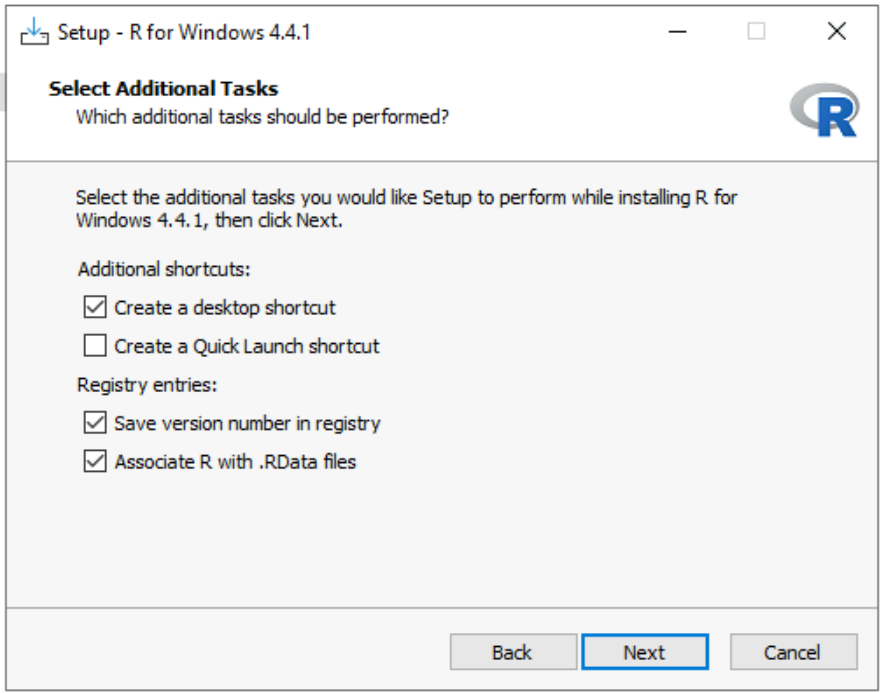 Setup - R for Windows 4.4.1
Select Additional Tasks
Which additional tasks should be performed?
R
Select the additional tasks you would like Setup to perform while installing R for
Windows 4.4.1, then click Next.
Additional shortcuts:
Create a desktop shortcut
Create a Quick Launch shortcut
Registry entries:
Save version number in registry
Associate R with .RData files
Back Next Cancel